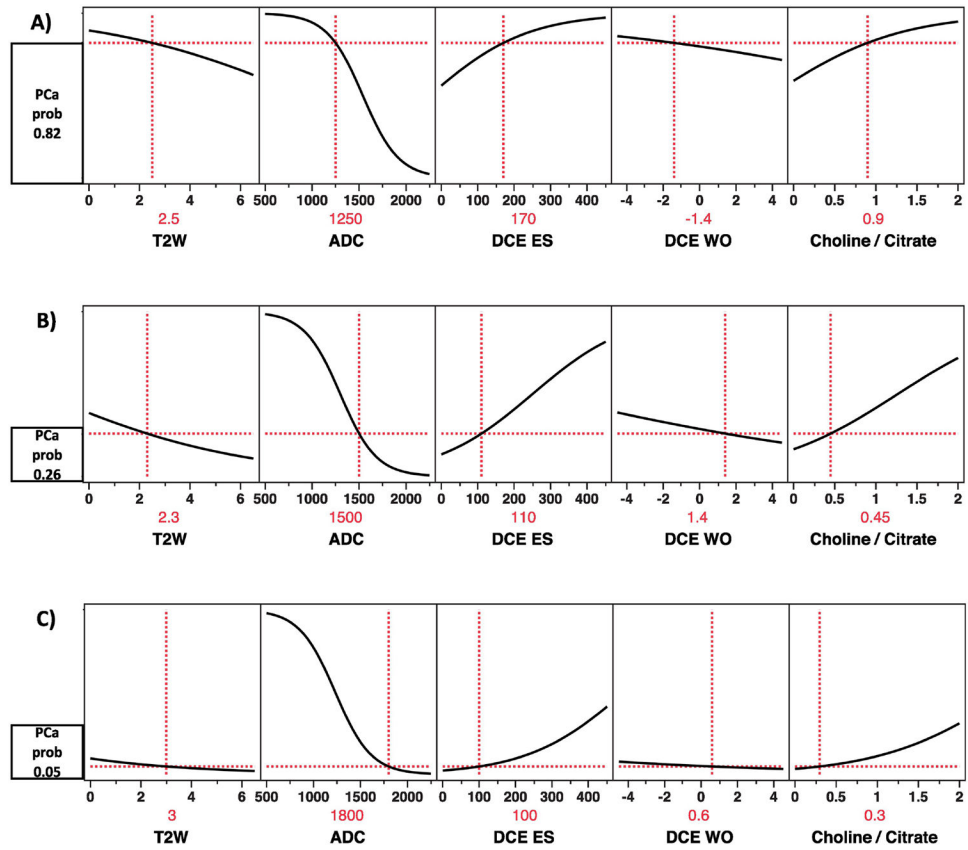 A)
PCa
prob
0.82
0 2 4 6 500 1000 1500 2000 0 100 200 300 400 -4 -2 0 2 4 0 0.5 1 1.5 2
2.5 1250 170 -1.4 0.9
T2W ADC DCE ES DCE WO Choline / Citrate
B)
PCa
prob
0.26
0 2 4 6 500 1000 1500 2000 0 100 200 300 400 -4 -2 0 2 4 0 0.5 1 1.5 2
2.3 1500 110 1.4 0.45
T2W ADC DCE ES DCE WO Choline / Citrate
C)
PCa
prob
0.05
0 2 4 6 500 1000 1500 2000 0 100 200 300 400 -4 -2 0 2 4 0 0.5 1 1.5 2
3 1800 100 0.6 0.3
T2W ADC DCE ES DCE WO Choline / Citrate